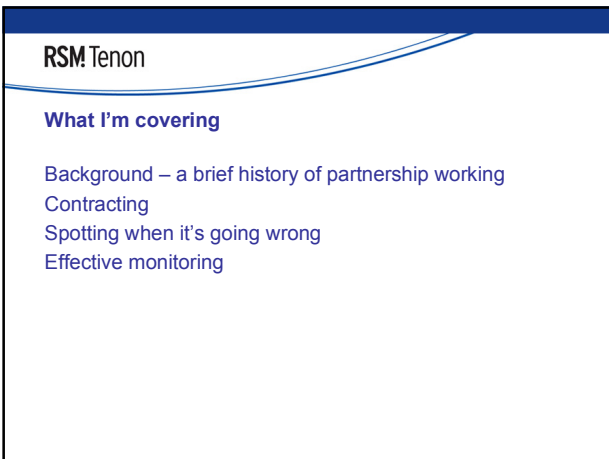 RSM Tenon
What I'm covering
Background – a brief history of partnership working
Contracting
Spotting when it's going wrong
Effective monitoring